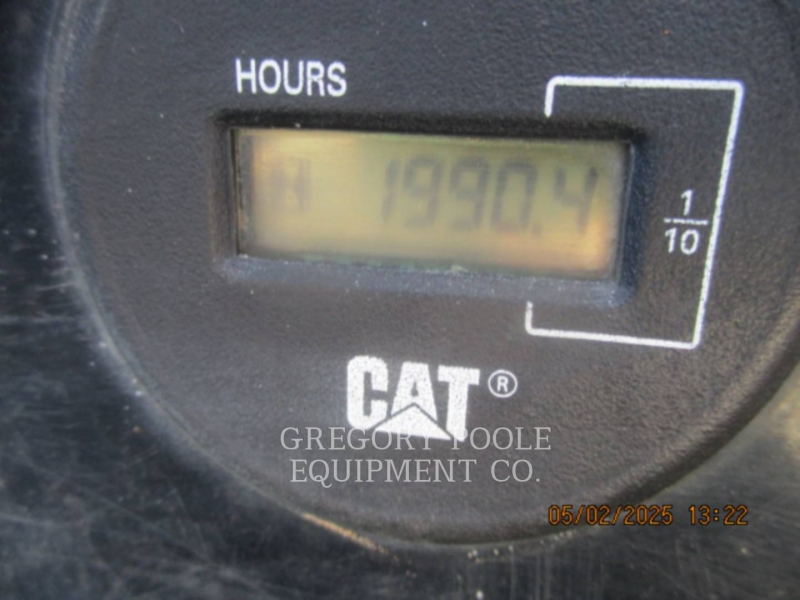 HOURS
1990.4
1
10
CAT®
GREGORY POOLE
EQUIPMENT CO.
05/02/2025 13:22